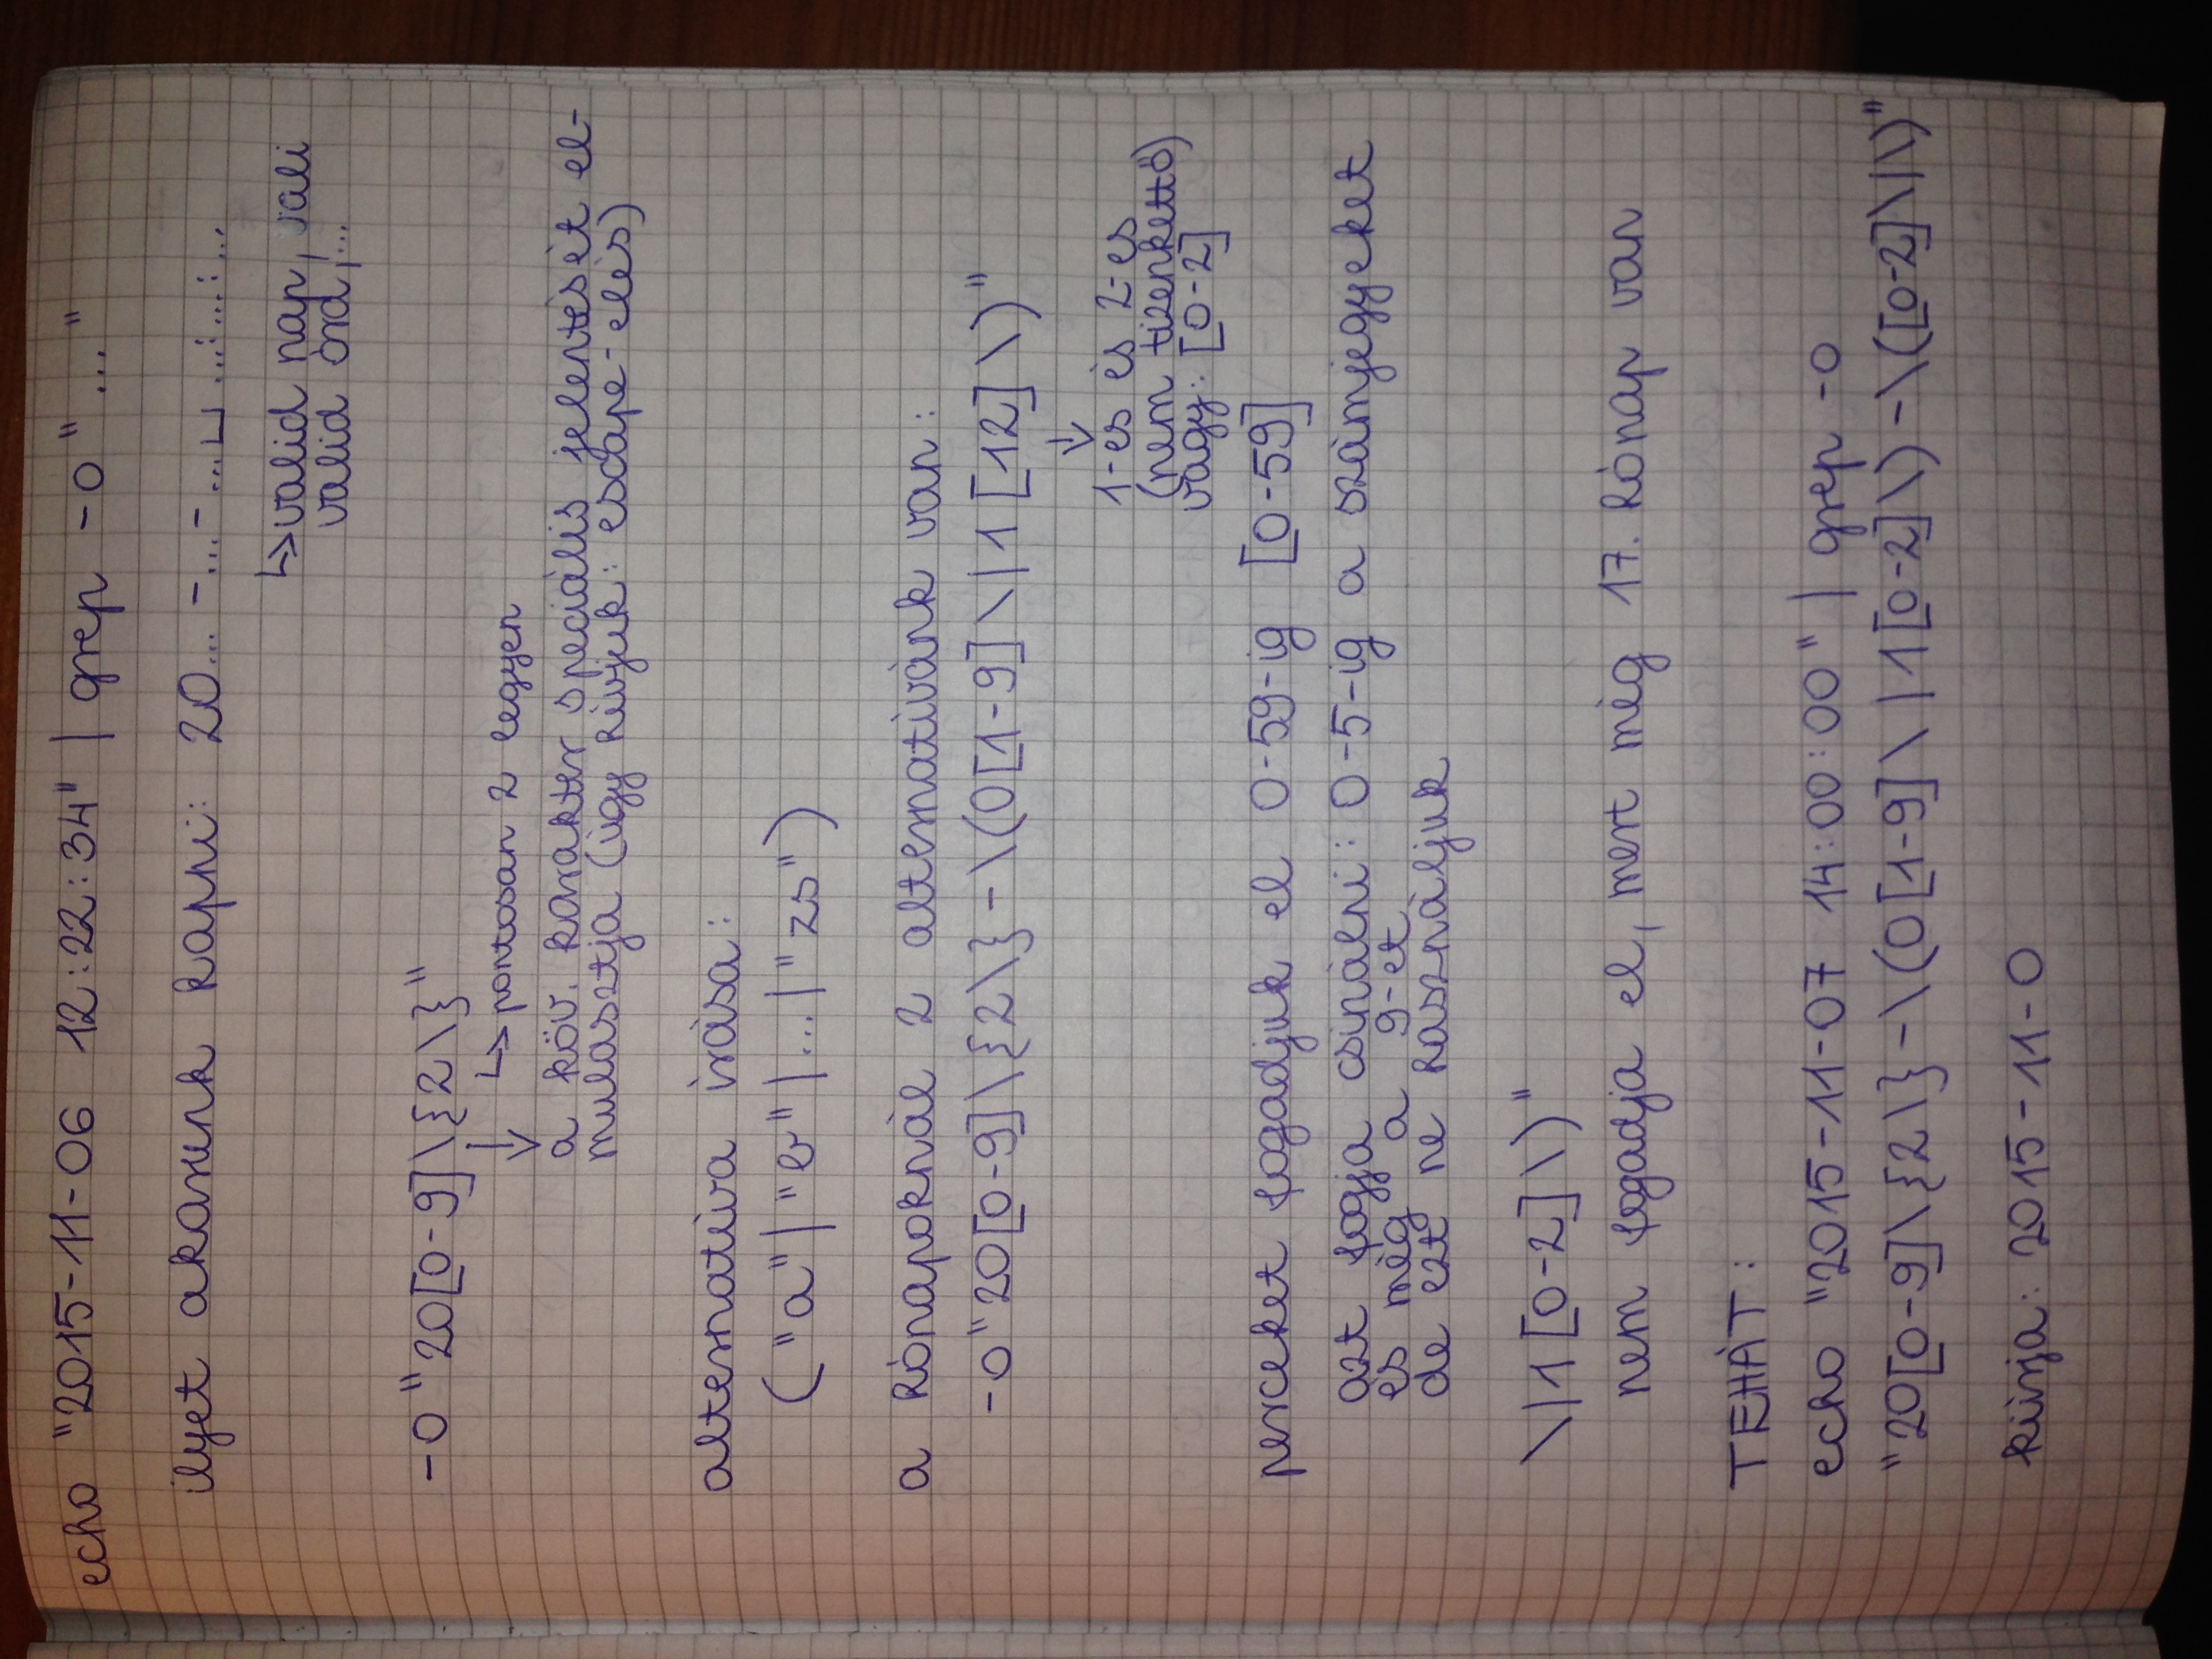 echo "2015-11-06 12:22:34" | grep -o "..."
ilyet akarunk kapni: 20... -...-...␣...:...:...
↳ valid nap, vali
valid óra,...
-o "20[0-9]\{2\}"
↳ pontosan 2 legyen
a köv. karakter speciális jelentését el-
mulasztja (úgy hívjuk: escape-elés)
alternatíva írása:
("a"|"b"|...|"zs")
a hónapoknál 2 alternatívánk van:
-o "20[0-9]\{2\}-\(0[1-9]\|1[12]\)"
1-es és 2-es
(nem tizenkettő)
vagy: [0-2]
perceket fogadjuk el 0-59-ig [0-59]
azt fogja csinálni: 0-5-ig a számjegyeket
és még a 9-et
de ezt ne használjuk
\|1[0-2]\)"
nem fogadja el, mert még 17. hónap van
TEHÁT:
echo "2015-11-07 14:00:00" | grep -o
"20[0-9]\{2\}-\(0[1-9]\|1[0-2]\)-\([0-2]\|\)"
kiírja: 2015-11-0